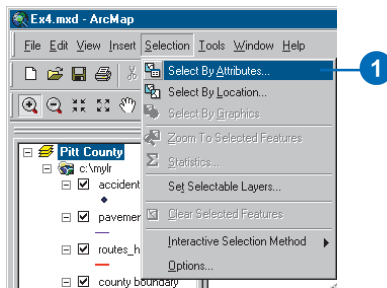 Ex4.mxd - ArcMap
File Edit View Insert Selection Tools Window Help
Select By Attributes...
1
Select By Location...
Select By Graphics
Zoom To Selected Features
Statistics...
Set Selectable Layers...
Clear Selected Features
Interactive Selection Method
Options...
Pitt County
c:\mylr
accident
pavemer
routes_h
county boundary